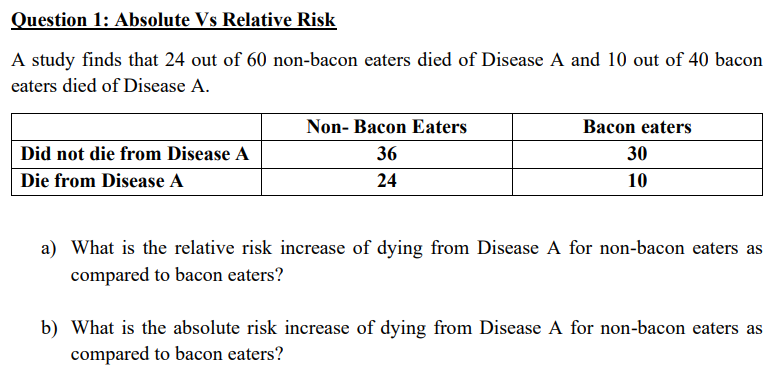 Question 1: Absolute Vs Relative Risk
A study finds that 24 out of 60 non-bacon eaters died of Disease A and 10 out of 40 bacon
eaters died of Disease A.
Non- Bacon Eaters Bacon eaters
Did not die from Disease A 36 30
Die from Disease A 24 10
a) What is the relative risk increase of dying from Disease A for non-bacon eaters as
compared to bacon eaters?
b) What is the absolute risk increase of dying from Disease A for non-bacon eaters as
compared to bacon eaters?